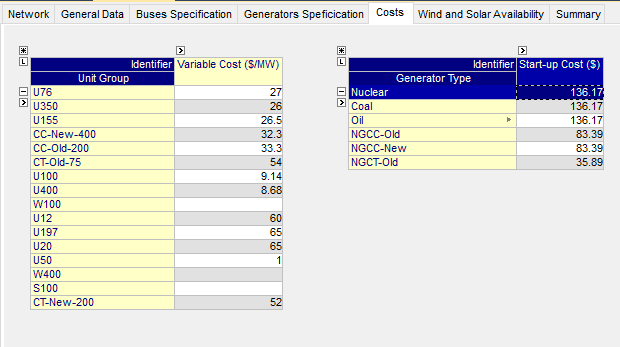 Network General Data Buses Specification Generators Speficication Costs Wind and Solar Availability Summary
Identifier Variable Cost ($/MW)
Unit Group
U76 27
U350 26
U155 26.5
CC-New-400 32.3
CC-Old-200 33.3
CT-Old-75 54
U100 9.14
U400 8.68
W100
U12 60
U197 65
U20 65
U50 1
W400
S100
CT-New-200 52
Identifier Start-up Cost ($)
Generator Type
Nuclear 136.17
Coal 136.17
Oil 136.17
NGCC-Old 83.39
NGCC-New 83.39
NGCT-Old 35.89